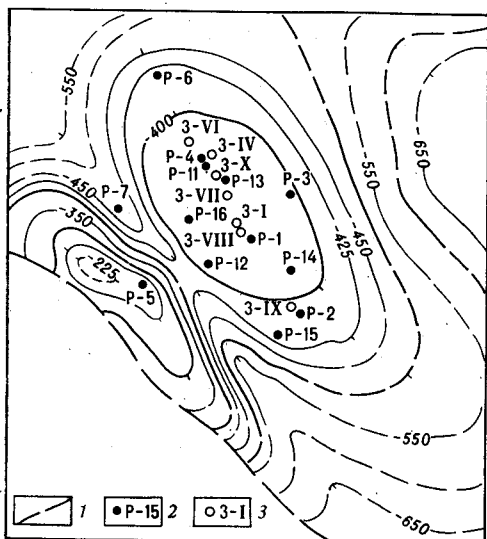 -550
P-6
-400
3-VI
3-IV
P-4
3-X
P-11
P-13
P-3
-550
-650
3-VII
-450
P-7
-350
P-16
3-I
3-VIII
P-1
-450
-425
P-12
P-14
-225
P-5
3-IX
P-2
P-15
-550
-650
1
P-15
2
3-I
3